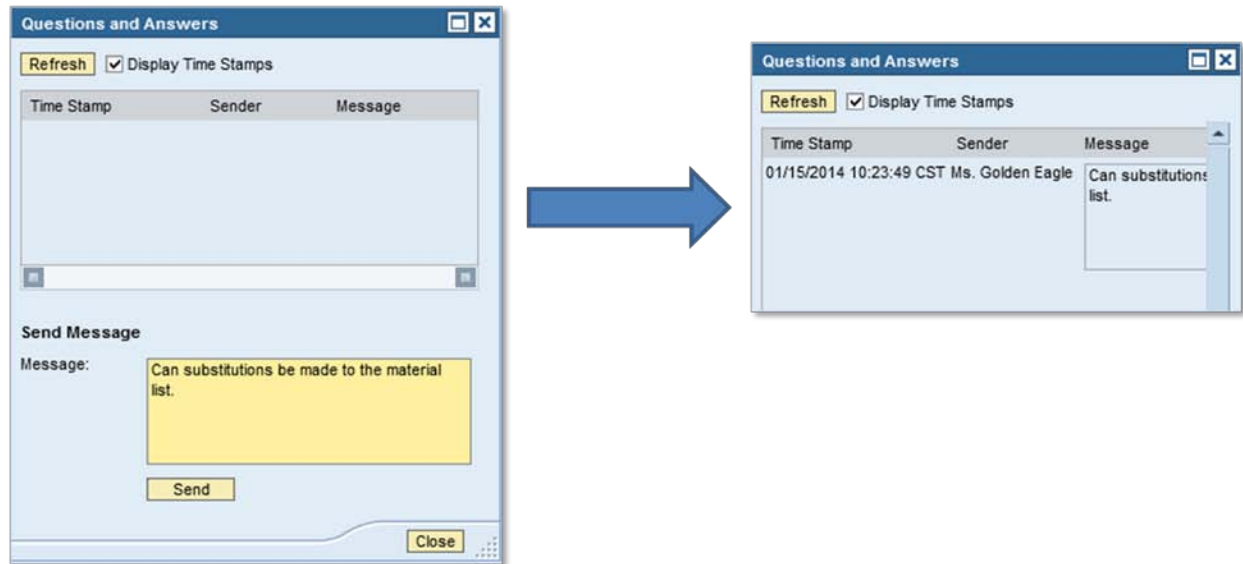 Questions and Answers
Refresh Display Time Stamps
Time Stamp Sender Message
Send Message
Message:
Can substitutions be made to the material
list.
Send
Close
Questions and Answers
Refresh Display Time Stamps
Time Stamp Sender Message
01/15/2014 10:23:49 CST Ms. Golden Eagle Can substitutions
list.